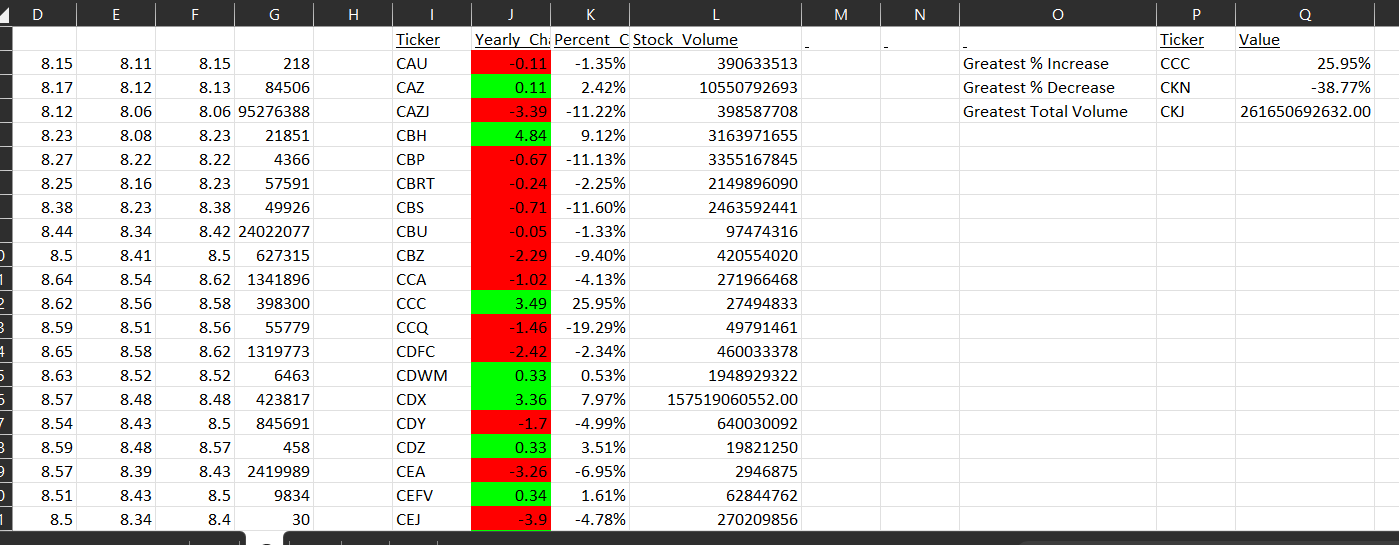 D E F G H I J K L M N O P Q
Ticker Yearly_Cha Percent_C Stock_Volume _ _ _ Ticker Value
8.15 8.11 8.15 218 CAU -0.11 -1.35% 390633513 Greatest % Increase CCC 25.95%
8.17 8.12 8.13 84506 CAZ 0.11 2.42% 10550792693 Greatest % Decrease CKN -38.77%
8.12 8.06 8.06 95276388 CAZJ -3.39 -11.22% 398587708 Greatest Total Volume CKJ 261650692632.00
8.23 8.08 8.23 21851 CBH 4.84 9.12% 3163971655
8.27 8.22 8.22 4366 CBP -0.67 -11.13% 3355167845
8.25 8.16 8.23 57591 CBRT -0.24 -2.25% 2149896090
8.38 8.23 8.38 49926 CBS -0.71 -11.60% 2463592441
8.44 8.34 8.42 24022077 CBU -0.05 -1.33% 97474316
8.5 8.41 8.5 627315 CBZ -2.29 -9.40% 420554020
8.64 8.54 8.62 1341896 CCA -1.02 -4.13% 271966468
8.62 8.56 8.58 398300 CCC 3.49 25.95% 27494833
8.59 8.51 8.56 55779 CCQ -1.46 -19.29% 49791461
8.65 8.58 8.62 1319773 CDFC -2.42 -2.34% 460033378
8.63 8.52 8.52 6463 CDWM 0.33 0.53% 1948929322
8.57 8.48 8.48 423817 CDX 3.36 7.97% 157519060552.00
8.54 8.43 8.5 845691 CDY -1.7 -4.99% 640030092
8.59 8.48 8.57 458 CDZ 0.33 3.51% 19821250
8.57 8.39 8.43 2419989 CEA -3.26 -6.95% 2946875
8.51 8.43 8.5 9834 CEFV 0.34 1.61% 62844762
8.5 8.34 8.4 30 CEJ -3.9 -4.78% 270209856